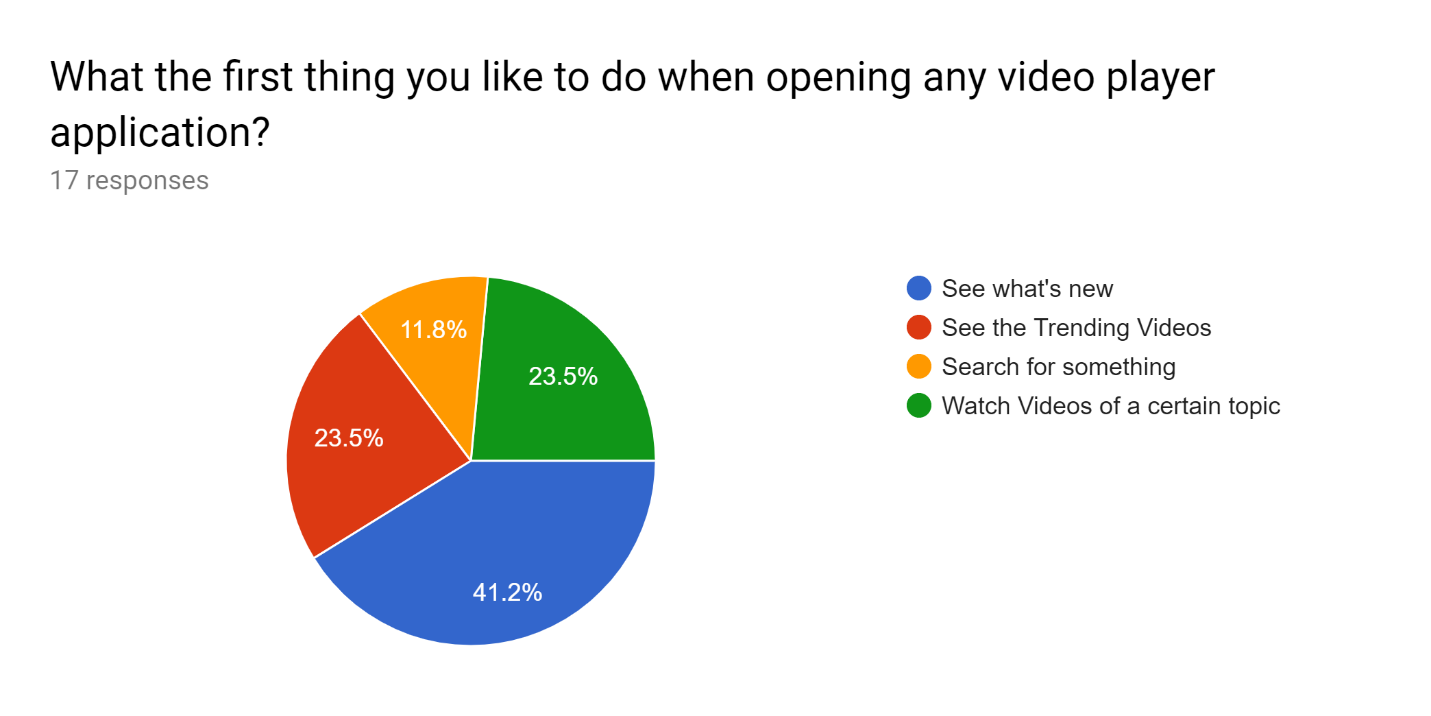 What the first thing you like to do when opening any video player
application?
17 responses
11.8%
23.5%
23.5%
41.2%
See what's new
See the Trending Videos
Search for something
Watch Videos of a certain topic